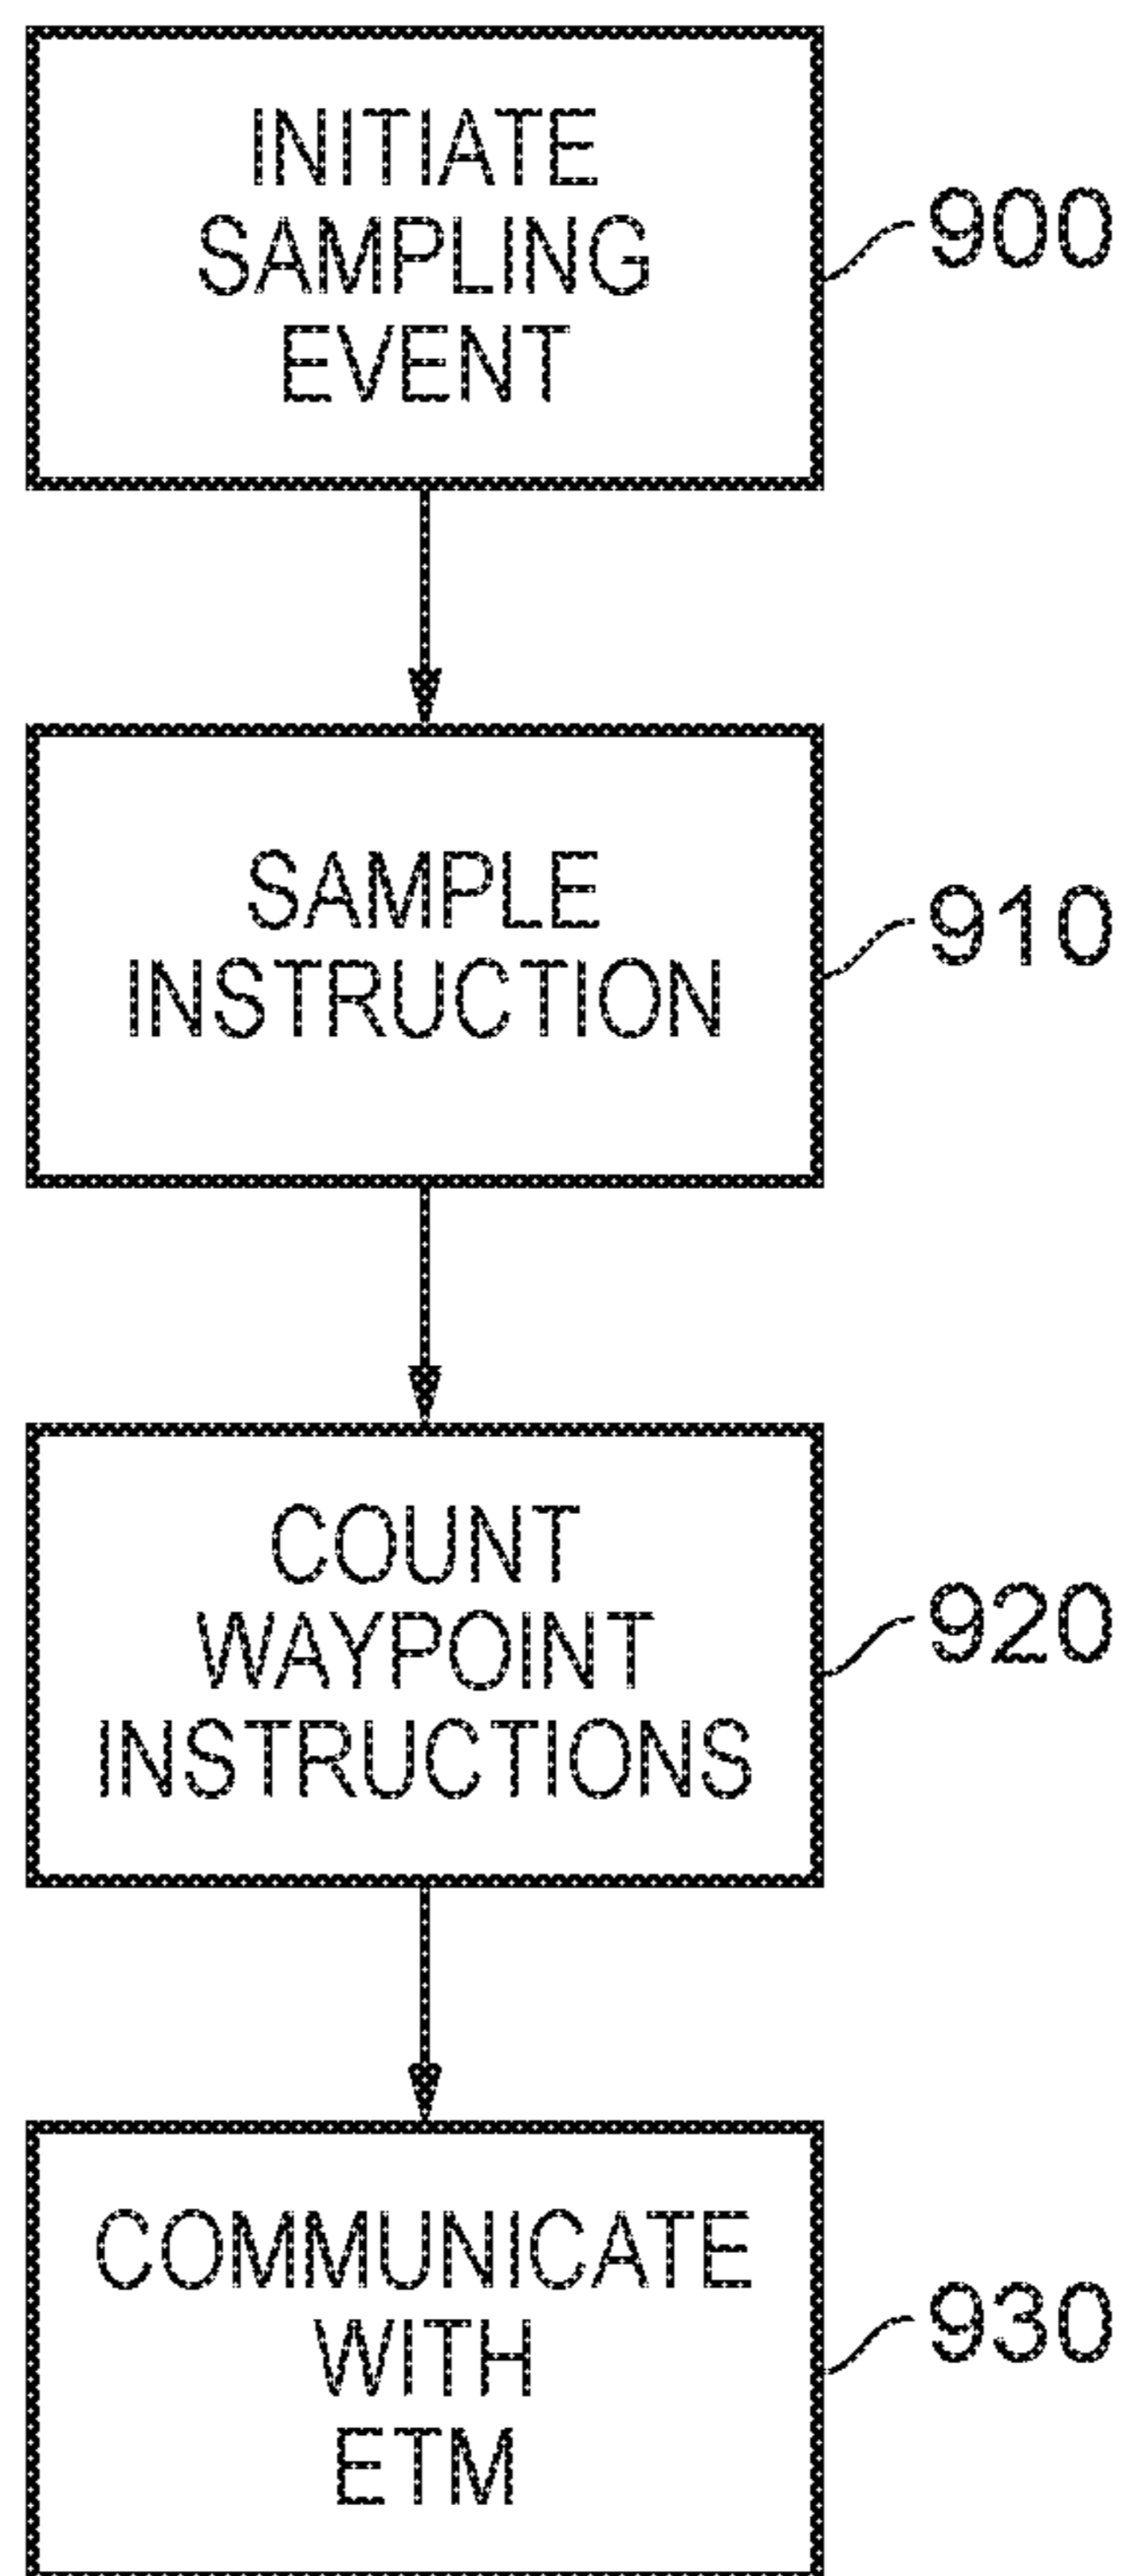 INITIATE
SAMPLING
EVENT
900
SAMPLE
INSTRUCTION
910
COUNT
WAYPOINT
INSTRUCTIONS
920
COMMUNICATE
WITH
ETM
930